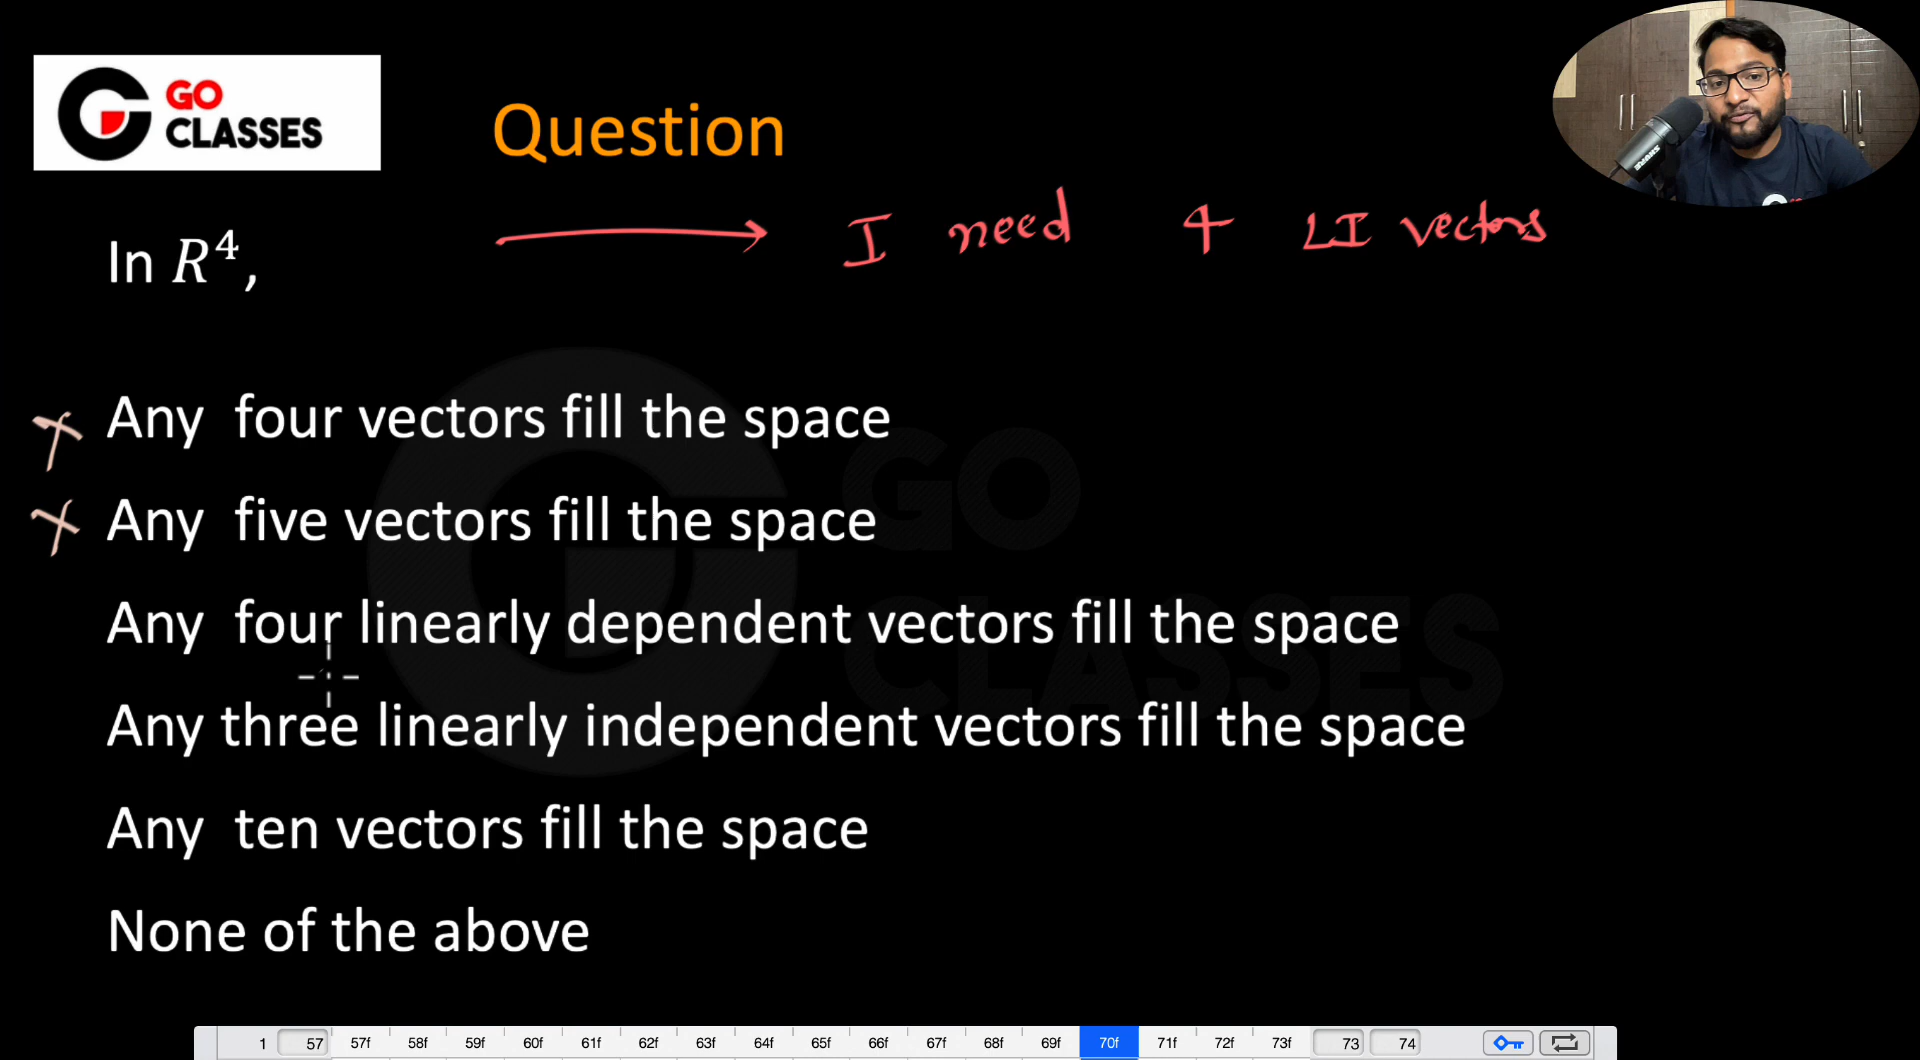 GO
CLASSES
Question
I need 4 LI vectors
In R⁴,
Any four vectors fill the space
Any five vectors fill the space
Any four linearly dependent vectors fill the space
Any three linearly independent vectors fill the space
Any ten vectors fill the space
None of the above
GO
CLASSES
SHURE
1 57 57f 58f 59f 60f 61f 62f 63f 64f 65f 66f 67f 68f 69f 70f 71f 72f 73f 73 74